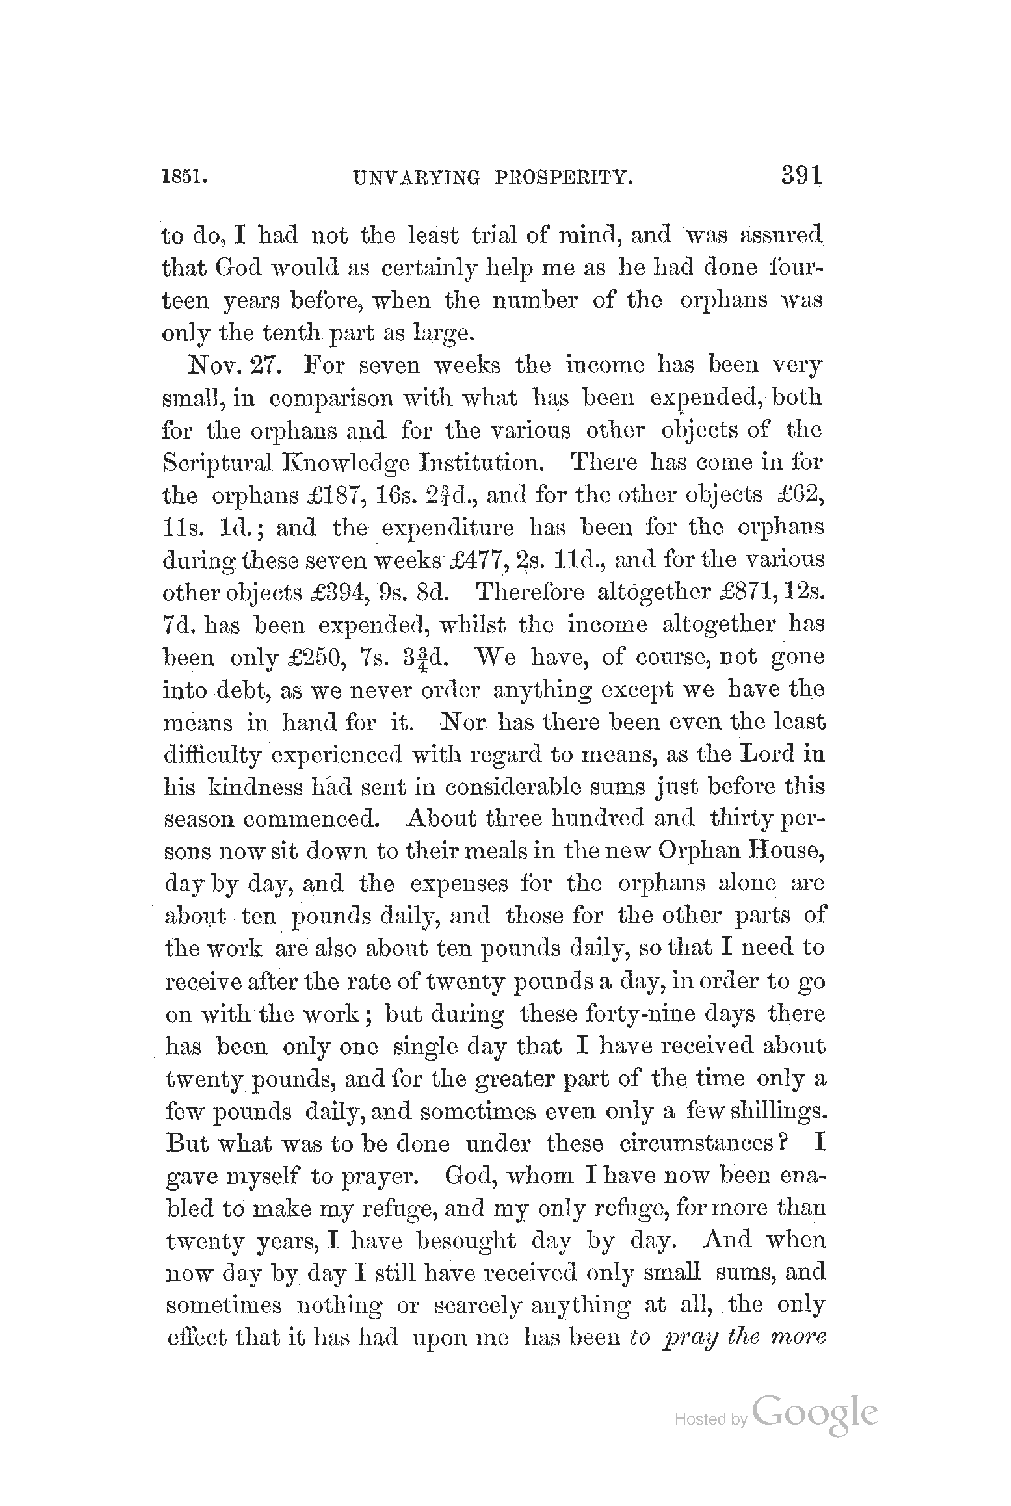 1851. UNVARYING PROSPERITY. 391
to do, I had not the least trial of mind, and was assured
that God would as certainly help me as he had done four-
teen years before, when the number of the orphans was
only the tenth part as large.
Nov. 27. For seven weeks the income has been very
small, in comparison with what has been expended, both
for the orphans and for the various other objects of the
Scriptural Knowledge Institution. There has come in for
the orphans £187, 16s. 2¾d., and for the other objects £62,
11s. 1d.; and the expenditure has been for the orphans
during these seven weeks £477, 2s. 11d., and for the various
other objects £394, 9s. 8d. Therefore altogether £871, 12s.
7d. has been expended, whilst the income altogether has
been only £250, 7s. 3¾d. We have, of course, not gone
into debt, as we never order anything except we have the
means in hand for it. Nor has there been even the least
difficulty experienced with regard to means, as the Lord in
his kindness had sent in considerable sums just before this
season commenced. About three hundred and thirty per-
sons now sit down to their meals in the new Orphan House,
day by day, and the expenses for the orphans alone are
about ten pounds daily, and those for the other parts of
the work are also about ten pounds daily, so that I need to
receive after the rate of twenty pounds a day, in order to go
on with the work; but during these forty-nine days there
has been only one single day that I have received about
twenty pounds, and for the greater part of the time only a
few pounds daily, and sometimes even only a few shillings.
But what was to be done under these circumstances? I
gave myself to prayer. God, whom I have now been ena-
bled to make my refuge, and my only refuge, for more than
twenty years, I have besought day by day. And when
now day by day I still have received only small sums, and
sometimes nothing or scarcely anything at all, the only
effect that it has had upon me has been to pray the more
Hosted by Google